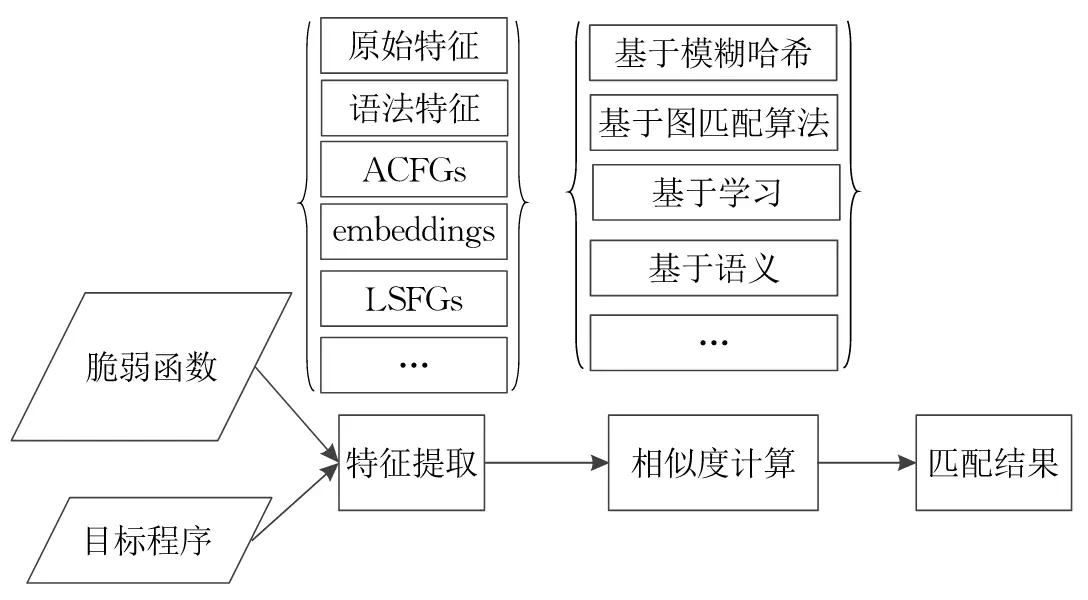 原始特征
语法特征
ACFGs
embeddings
LSFGs
…
基于模糊哈希
基于图匹配算法
基于学习
基于语义
…
脆弱函数
目标程序
特征提取
相似度计算
匹配结果